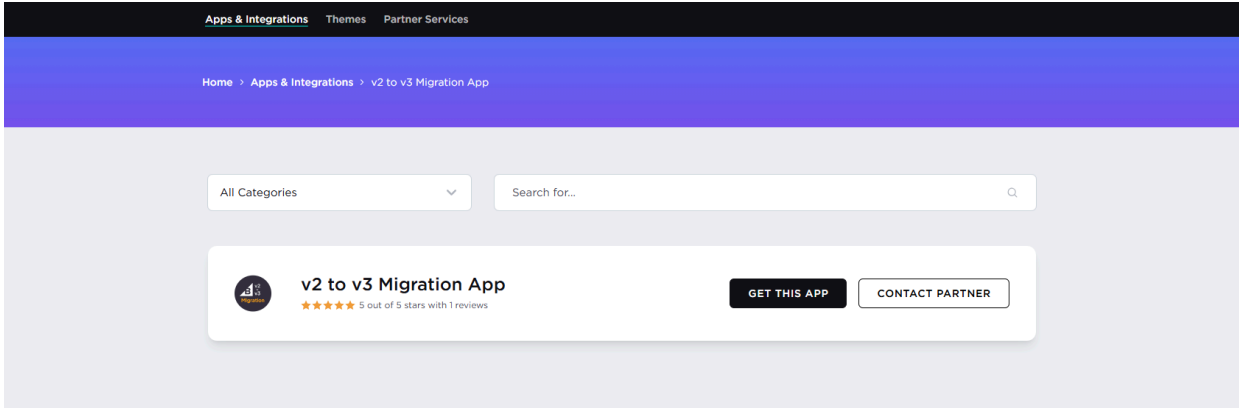 Apps & Integrations Themes Partner Services
Home > Apps & Integrations > v2 to v3 Migration App
All Categories
Search for...
v2 to v3 Migration App
5 out of 5 stars with 1 reviews
GET THIS APP
CONTACT PARTNER
B v2 to v3
Migration